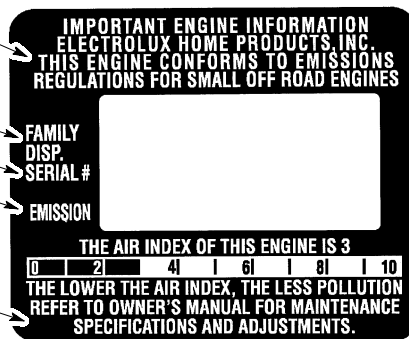 IMPORTANT ENGINE INFORMATION
ELECTROLUX HOME PRODUCTS,INC.
THIS ENGINE CONFORMS TO EMISSIONS
REGULATIONS FOR SMALL OFF ROAD ENGINES
FAMILY
DISP.
SERIAL #
EMISSION
THE AIR INDEX OF THIS ENGINE IS 3
0 2 4 6 8 10
THE LOWER THE AIR INDEX, THE LESS POLLUTION
REFER TO OWNER'S MANUAL FOR MAINTENANCE
SPECIFICATIONS AND ADJUSTMENTS.